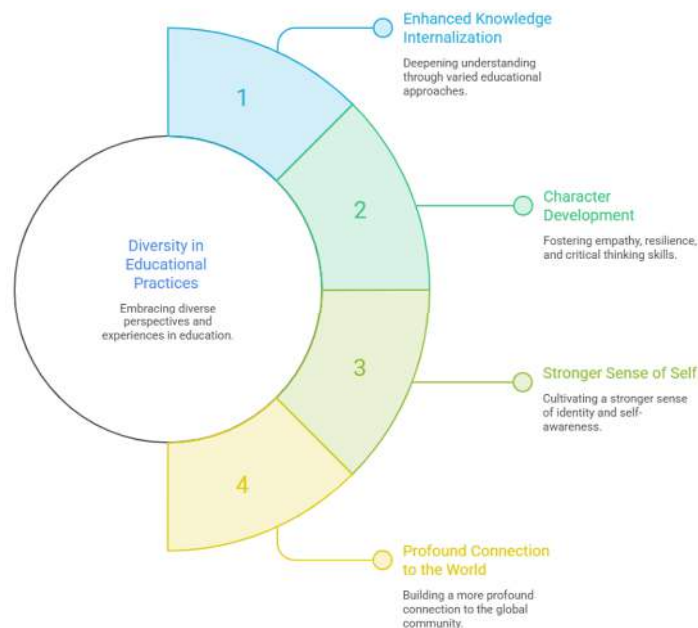 Enhanced Knowledge
Internalization
Deepening understanding
through varied educational
approaches.
1
2
Character
Development
Fostering empathy, resilience,
and critical thinking skills.
Diversity in
Educational
Practices
Embracing diverse
perspectives and
experiences in education.
3
Stronger Sense of Self
Cultivating a stronger sense
of identity and self-
awareness.
4
Profound Connection
to the World
Building a more profound
connection to the global
community.